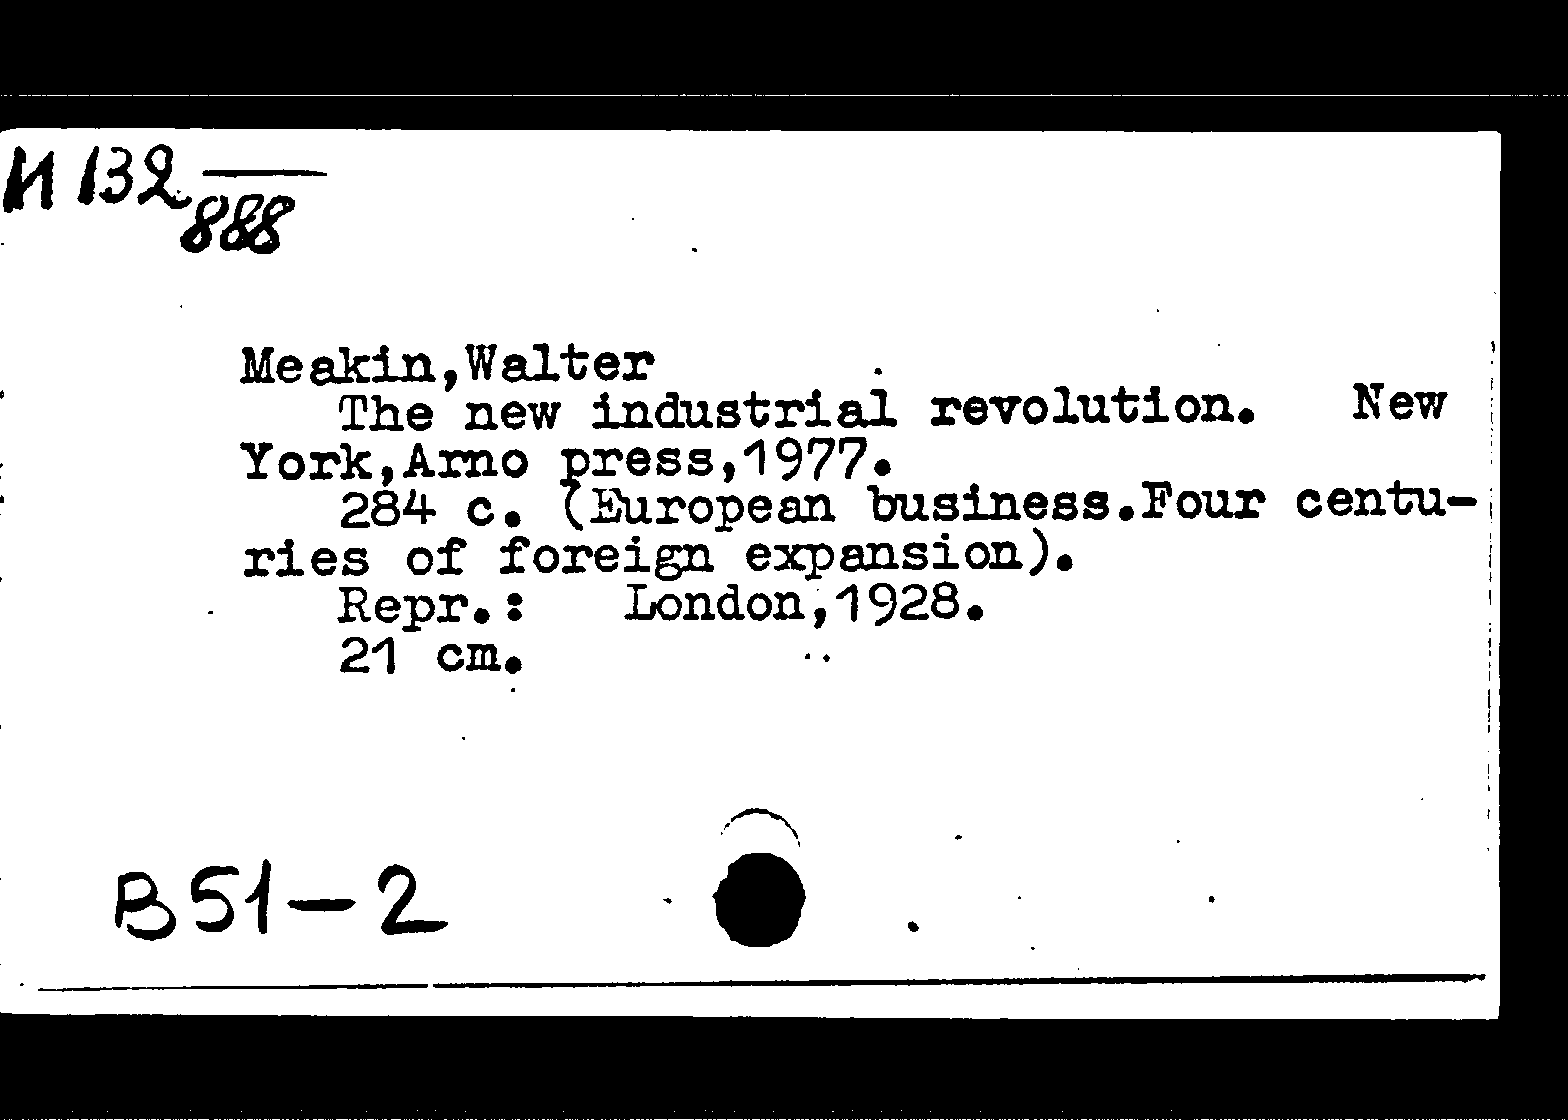 И 132
888
Meakin,Walter
The new industrial revolution. New
York,Arno press,1977.
284 c. (European business.Four centu-
ries of foreign expansion).
Repr.: London,1928.
21 cm.
В 51-2